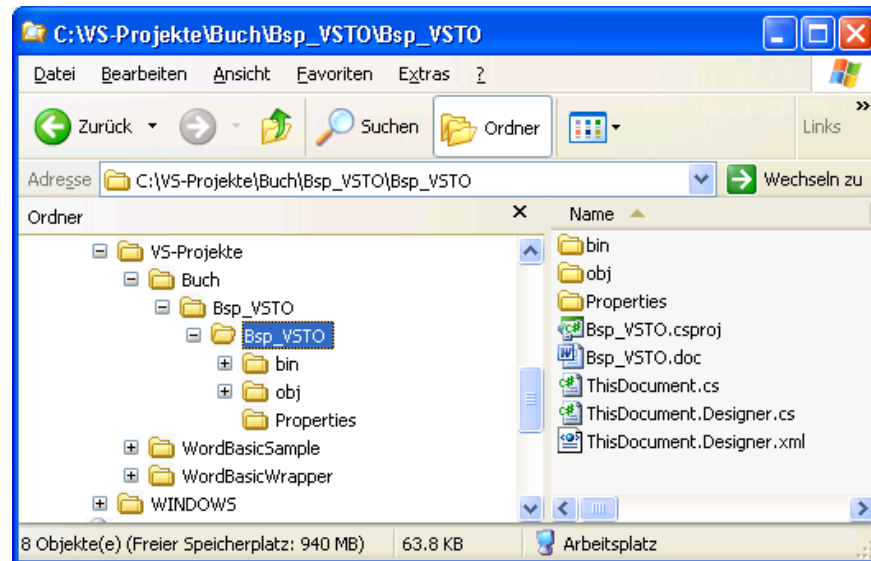 C:\VS-Projekte\Buch\Bsp_VSTO\Bsp_VSTO
Datei Bearbeiten Ansicht Favoriten Extras ?
Zurück Suchen Ordner Links
Adresse C:\VS-Projekte\Buch\Bsp_VSTO\Bsp_VSTO Wechseln zu
Ordner
VS-Projekte
Buch
Bsp_VSTO
Bsp_VSTO
bin
obj
Properties
WordBasicSample
WordBasicWrapper
WINDOWS
Name
bin
obj
Properties
Bsp_VSTO.csproj
Bsp_VSTO.doc
ThisDocument.cs
ThisDocument.Designer.cs
ThisDocument.Designer.xml
8 Objekte(e) (Freier Speicherplatz: 940 MB) 63.8 KB Arbeitsplatz